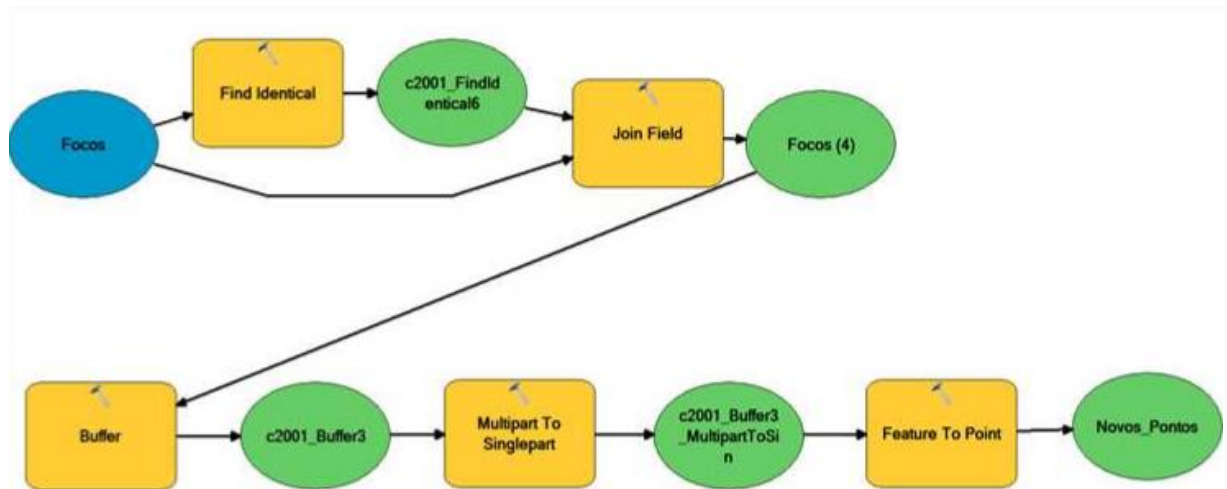 Focos
Find Identical
c2001_FindId
entical6
Join Field
Focos (4)
Buffer
c2001_Buffer3
Multipart To
Singlepart
c2001_Buffer3
_MultipartToSi
n
Feature To Point
Novos_Pontos